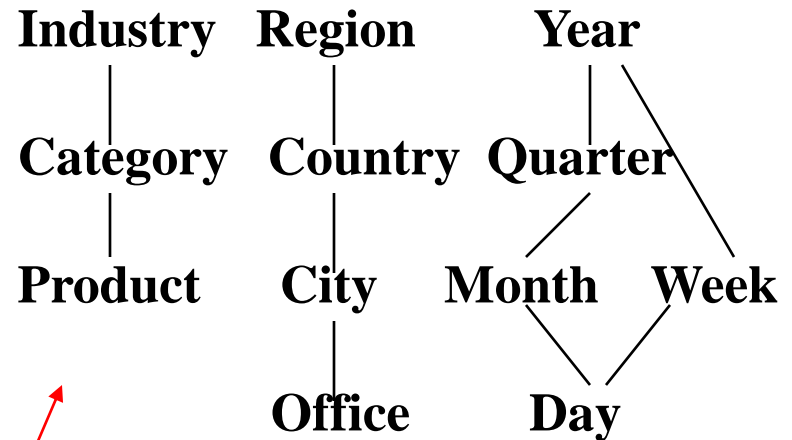 Industry Region Year
Category Country Quarter
Product City Month Week
Office Day